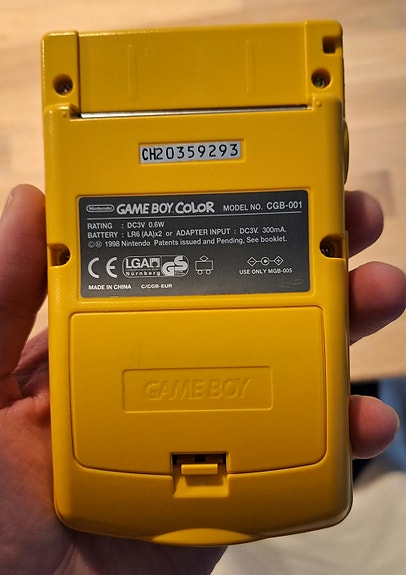 CH20359293
Nintendo GAME BOY COLOR MODEL NO. CGB-001
RATING : DC3V 0.6W
BATTERY : LR6 (AA)x2 or ADAPTER INPUT : DC3V 300mA.
©Ⓜ 1998 Nintendo Patents issued and Pending, See booklet.
CE LGA Nürnberg GS
USE ONLY MGB-005
MADE IN CHINA C/CGB-EUR
GAME BOY